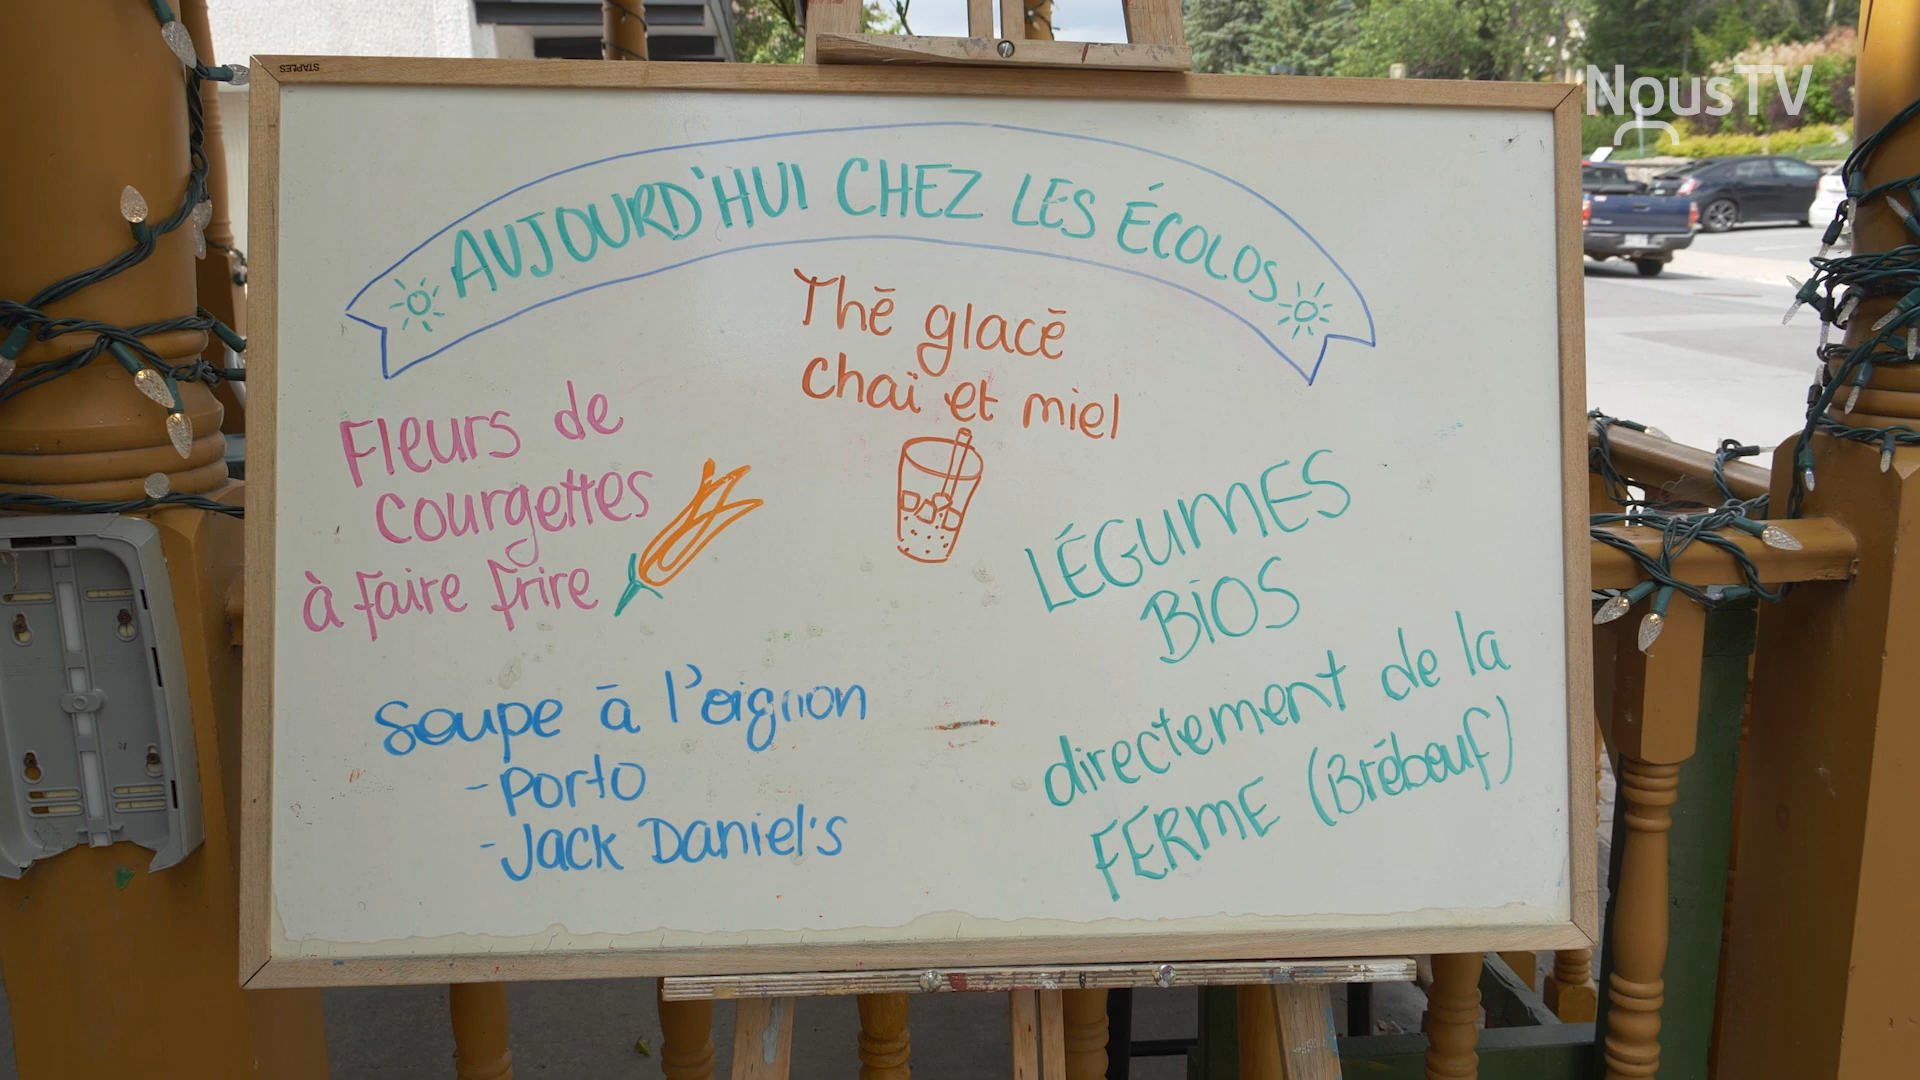 STAPLES
NousTV
AUJOURD'HUI CHEZ LES ÉCOLOS
Thé glacé
chaï et miel
Fleurs de
courgettes
à faire frire
LÉGUMES
BiOS
directement de la
FERME (Brébeuf)
Soupe à l'oignon
- Porto
- Jack Daniel's